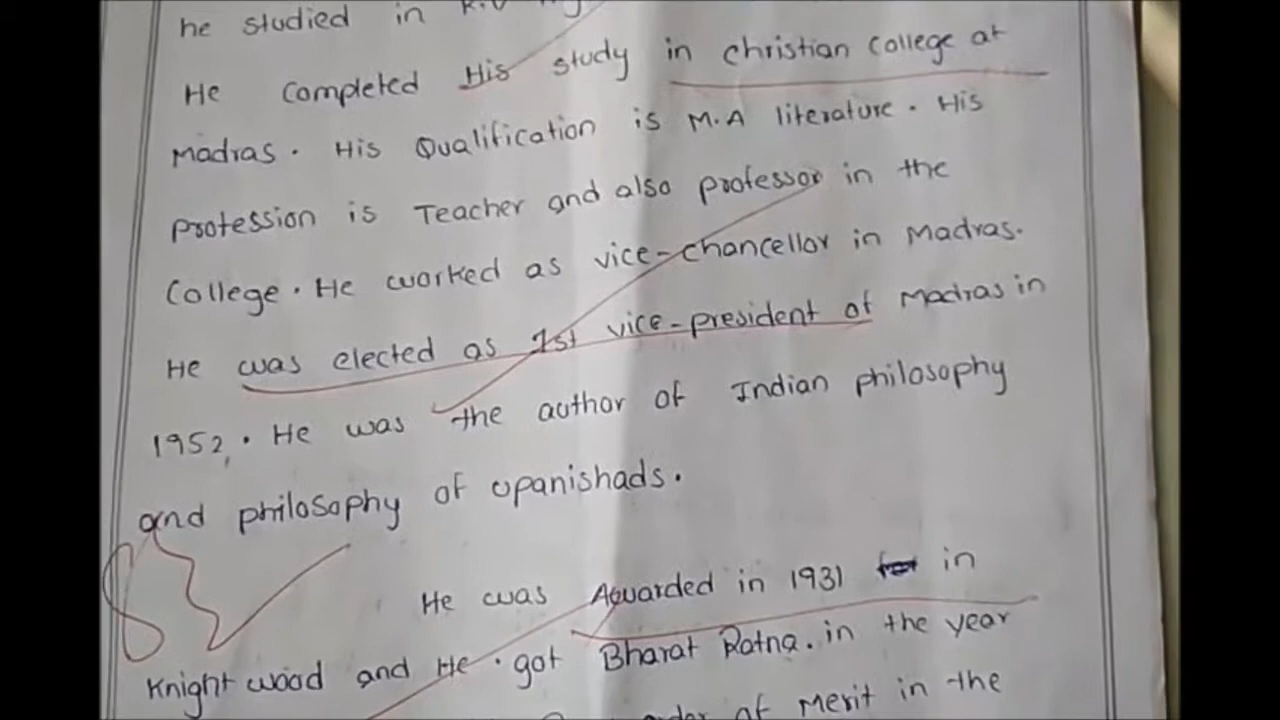 he studied in
He completed His study in christian College at
Madras. His Qualification is M.A literature. His
profession is Teacher and also professor in the
College. He worked as vice-chancellor in Madras.
He was elected as 1st vice-president of Madras in
1952. He was the author of Indian philosophy
and philosophy of upanishads.
He was Awarded in 1931 in
Knight wood and He got Bharat Ratna. in the year
of Merit in the